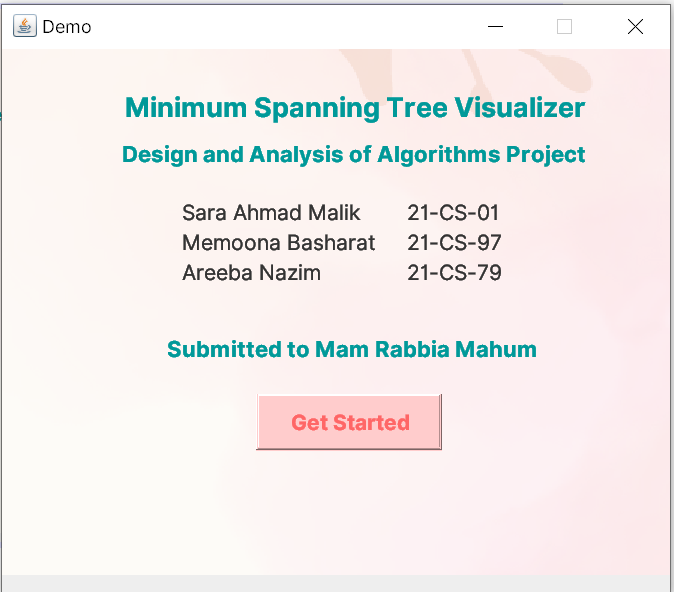 Demo
Minimum Spanning Tree Visualizer
Design and Analysis of Algorithms Project
Sara Ahmad Malik 21-CS-01
Memoona Basharat 21-CS-97
Areeba Nazim 21-CS-79
Submitted to Mam Rabbia Mahum
Get Started